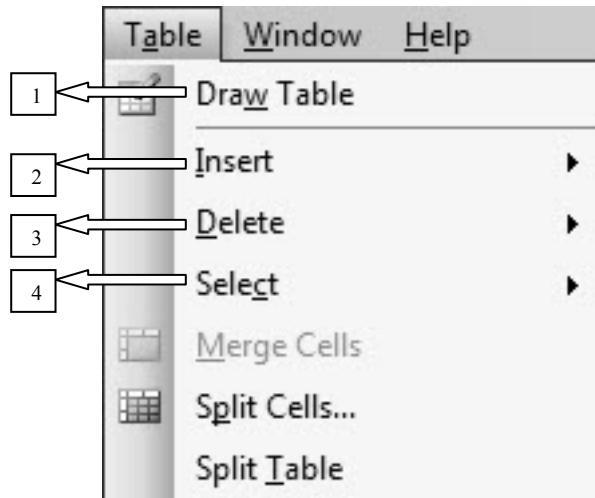 Table Window Help
1 Draw Table
2 Insert
3 Delete
4 Select
Merge Cells
Split Cells...
Split Table